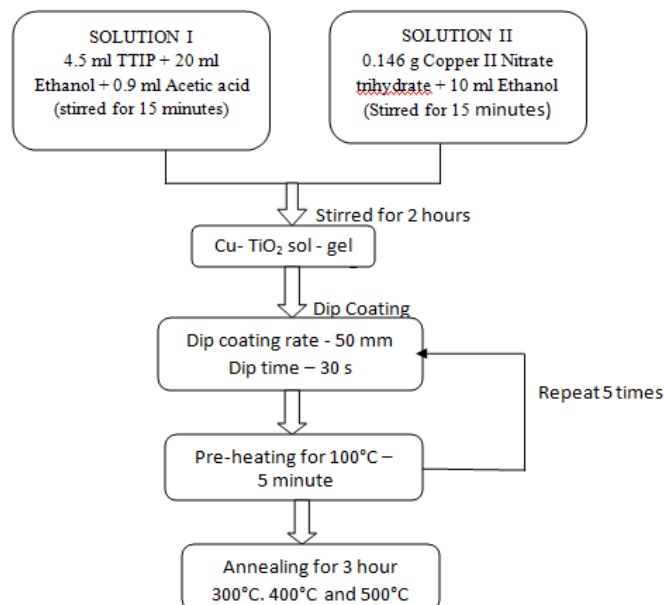 SOLUTION I
4.5 ml TTIP + 20 ml
Ethanol + 0.9 ml Acetic acid
(stirred for 15 minutes)
SOLUTION II
0.146 g Copper II Nitrate
trihydrate + 10 ml Ethanol
(Stirred for 15 minutes)
Stirred for 2 hours
Cu- TiO₂ sol - gel
Dip Coating
Dip coating rate - 50 mm
Dip time – 30 s
Repeat 5 times
Pre-heating for 100°C –
5 minute
Annealing for 3 hour
300°C. 400°C and 500°C